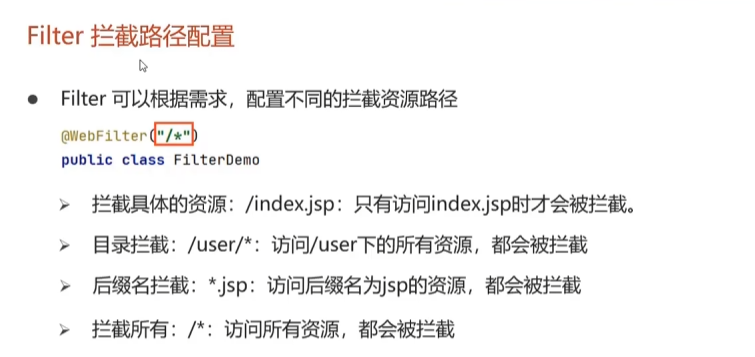 Filter 拦截路径配置
● Filter 可以根据需求，配置不同的拦截资源路径
@WebFilter("/*")
public class FilterDemo
➢ 拦截具体的资源：/index.jsp：只有访问index.jsp时才会被拦截。
➢ 目录拦截：/user/*：访问/user下的所有资源，都会被拦截
➢ 后缀名拦截：*.jsp：访问后缀名为jsp的资源，都会被拦截
➢ 拦截所有：/*：访问所有资源，都会被拦截